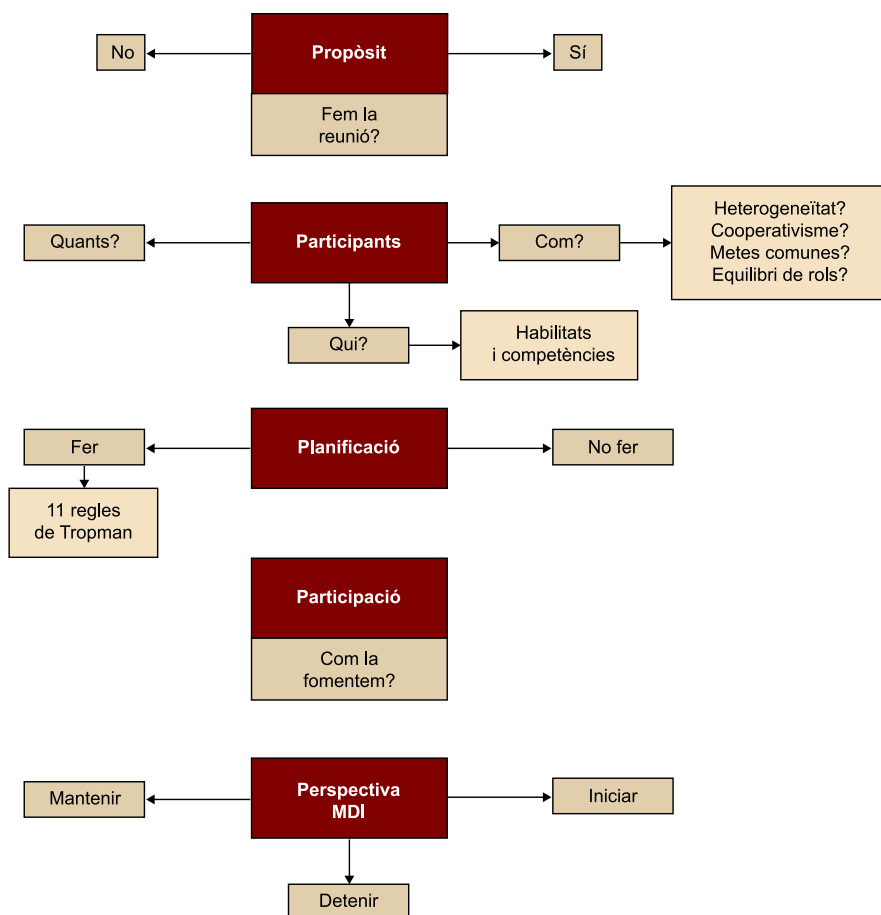 No
Propòsit
Sí
Fem la
reunió?
Quants?
Participants
Com?
Heterogeneïtat?
Cooperativisme?
Metes comunes?
Equilibri de rols?
Qui?
Habilitats
i competències
Fer
Planificació
No fer
11 regles
de Tropman
Participació
Com la
fomentem?
Mantenir
Perspectiva
MDI
Iniciar
Detenir